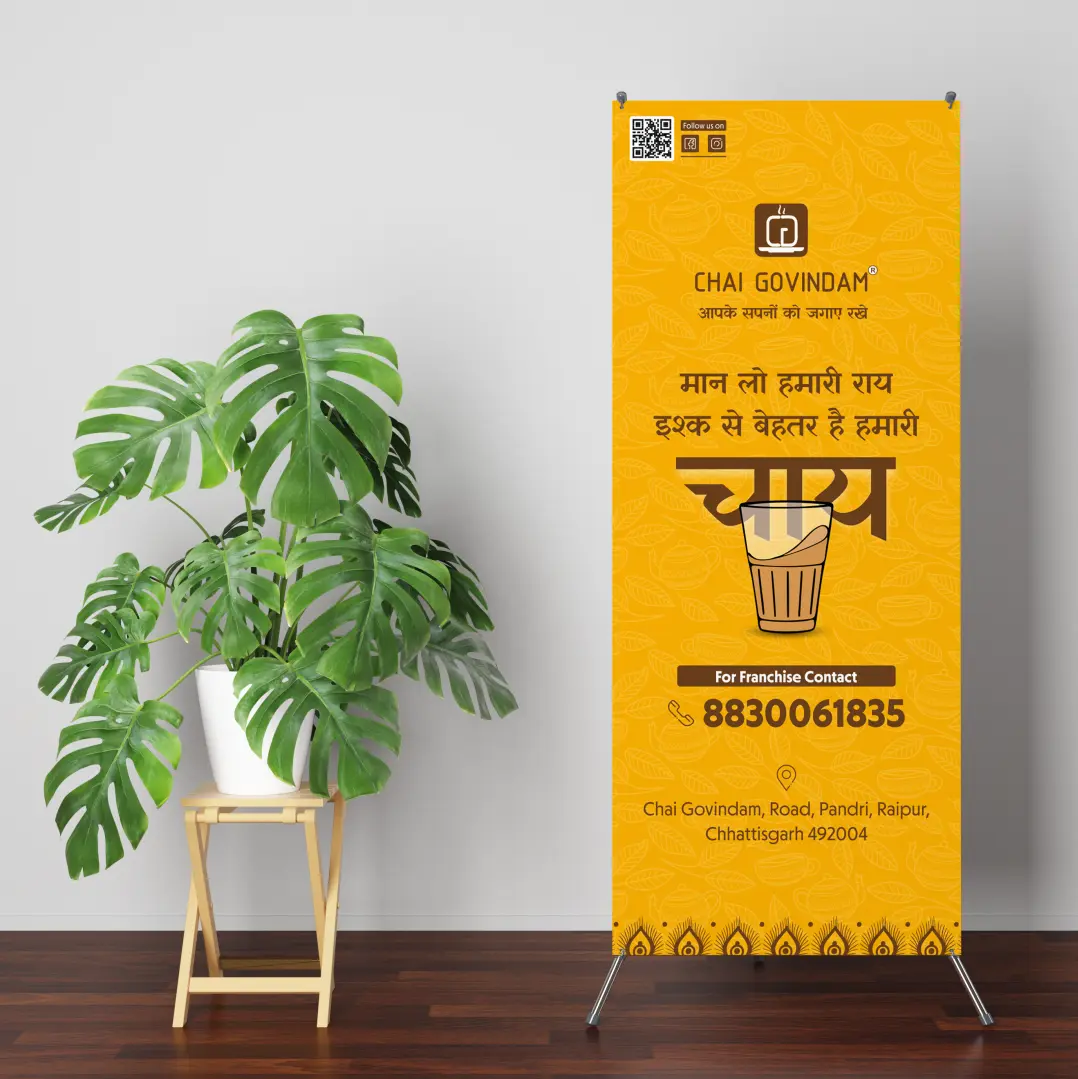 Follow us on
CHAI GOVINDAM®
आपके सपनों को जगाए रखे
मान लो हमारी राय
इश्क से बेहतर है हमारी
चाय
For Franchise Contact
8830061835
Chai Govindam, Road, Pandri, Raipur,
Chhattisgarh 492004